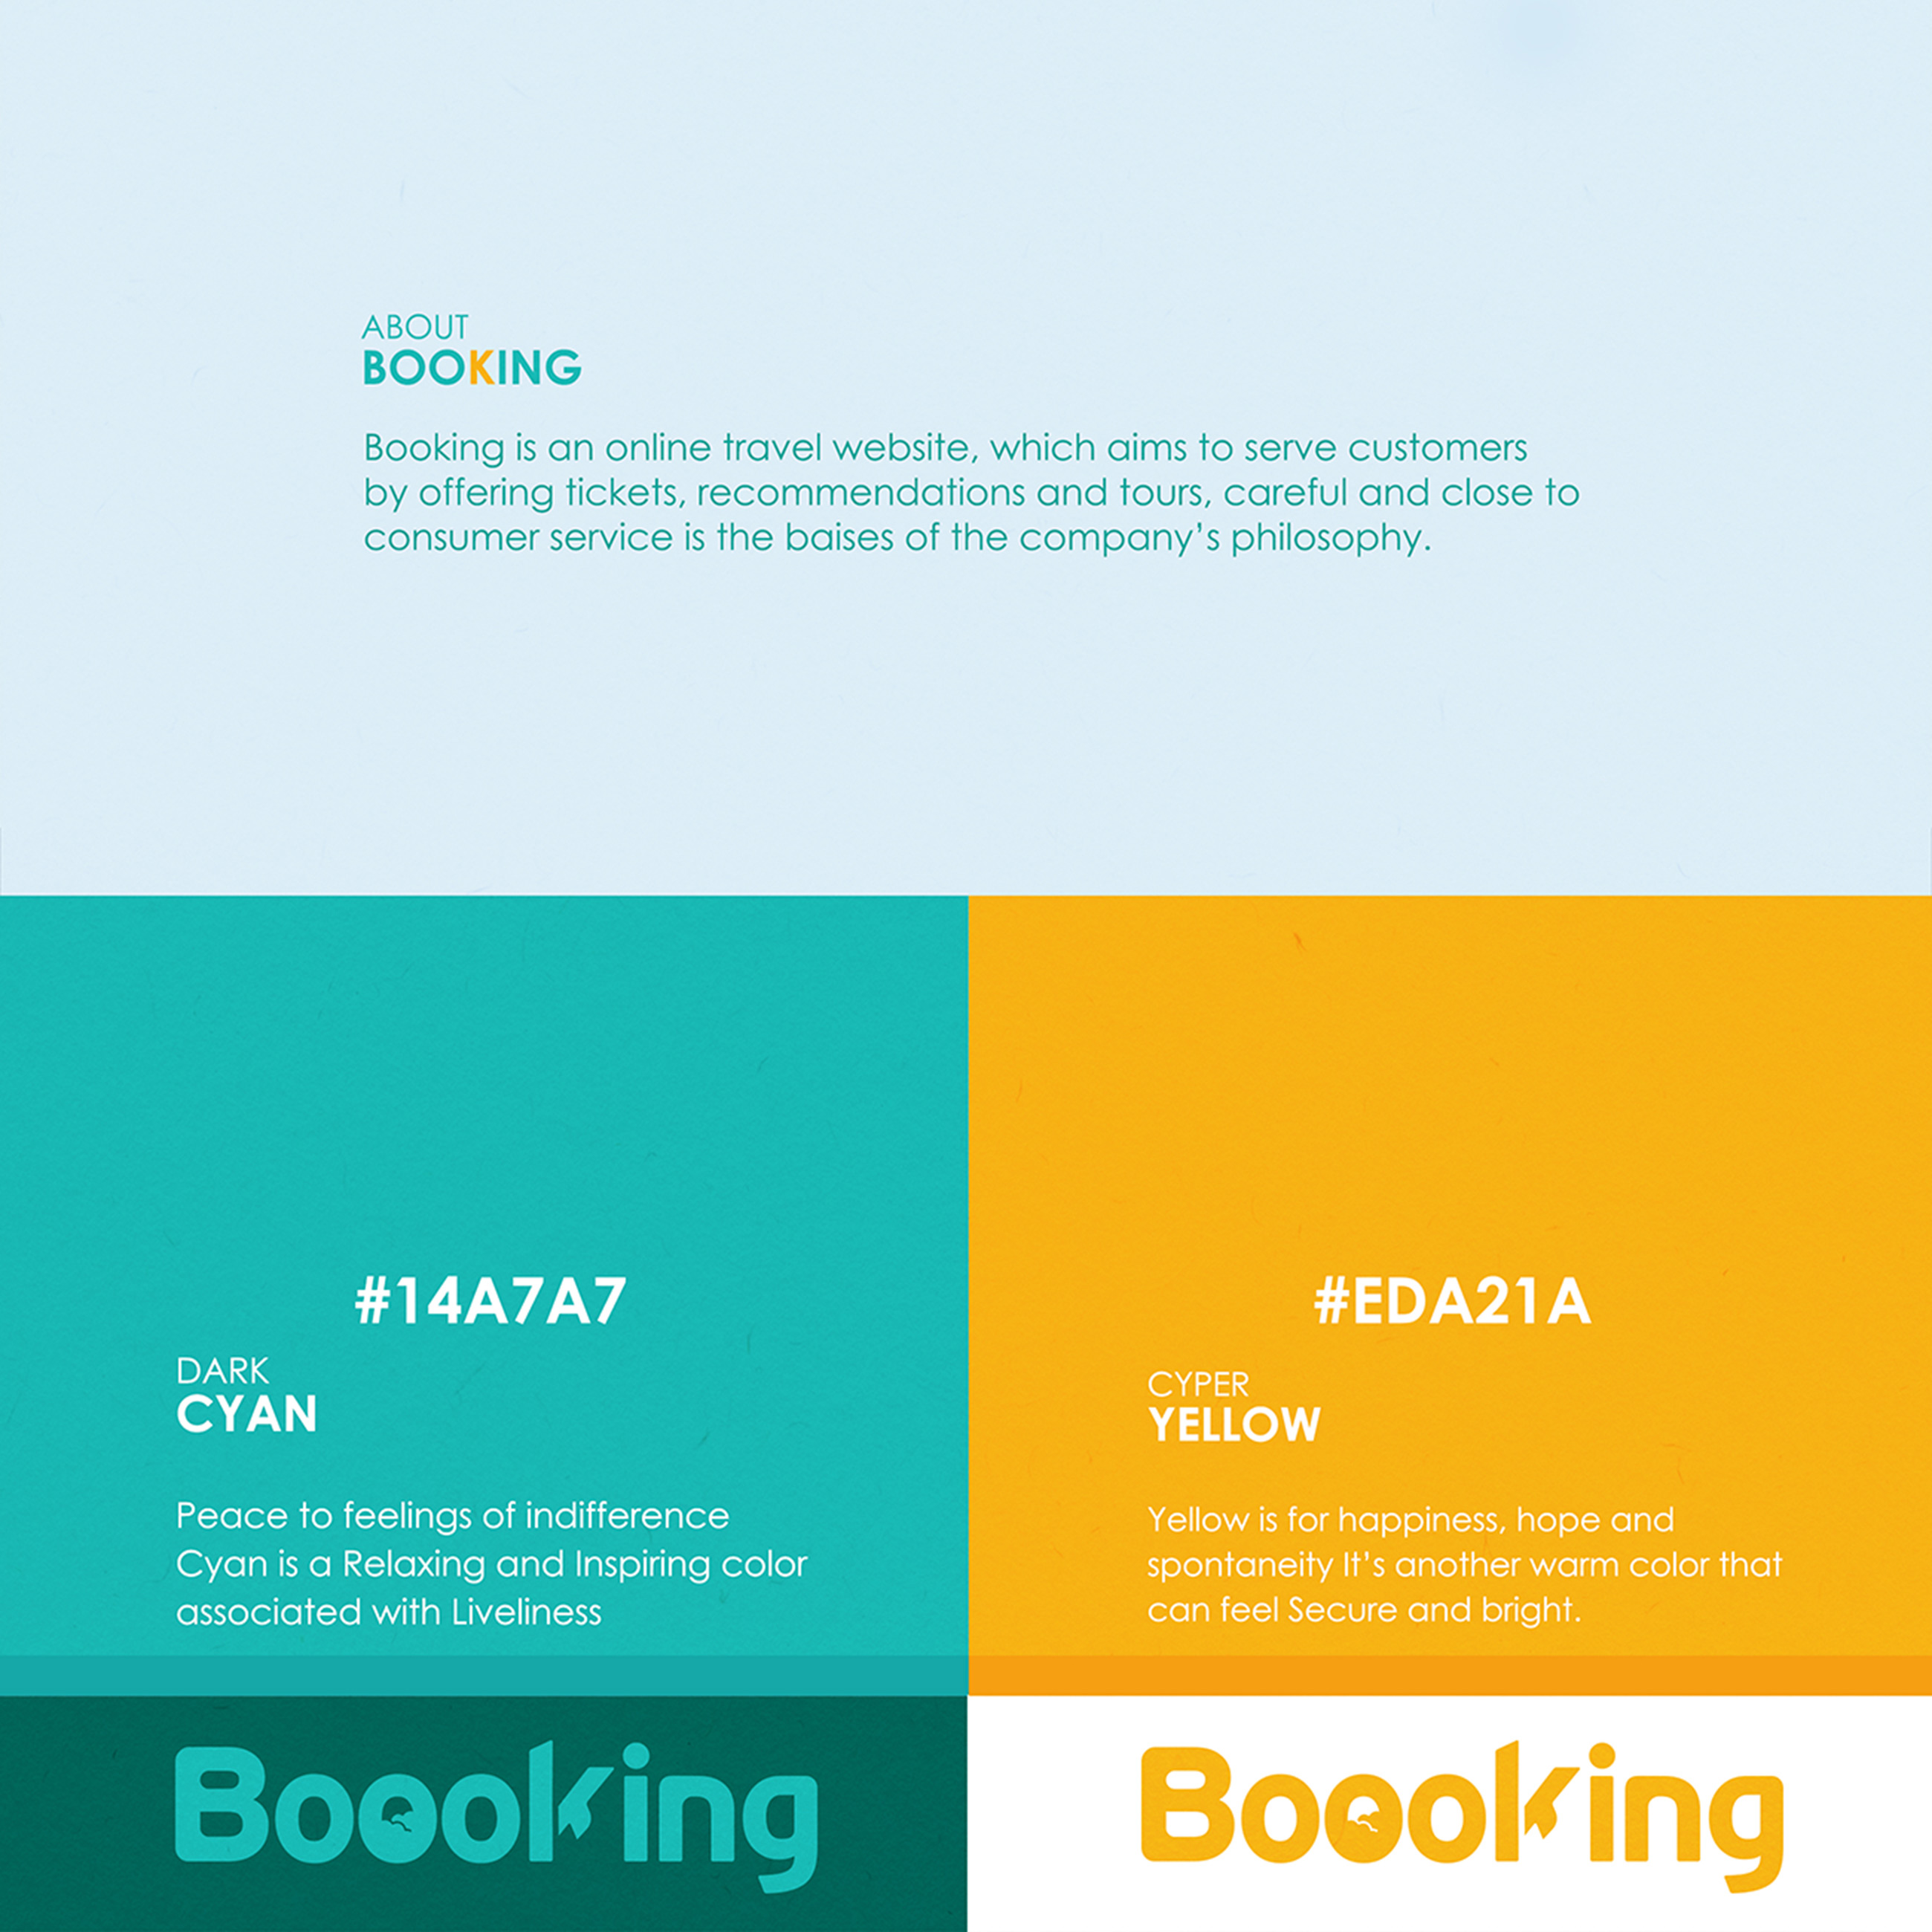 ABOUT
BOOKING
Booking is an online travel website, which aims to serve customers
by offering tickets, recommendations and tours, careful and close to
consumer service is the baises of the company’s philosophy.
#14A7A7
DARK
CYAN
Peace to feelings of indifference
Cyan is a Relaxing and Inspiring color
associated with Liveliness
#EDA21A
CYPER
YELLOW
Yellow is for happiness, hope and
spontaneity It’s another warm color that
can feel Secure and bright.
Boooking
Boooking